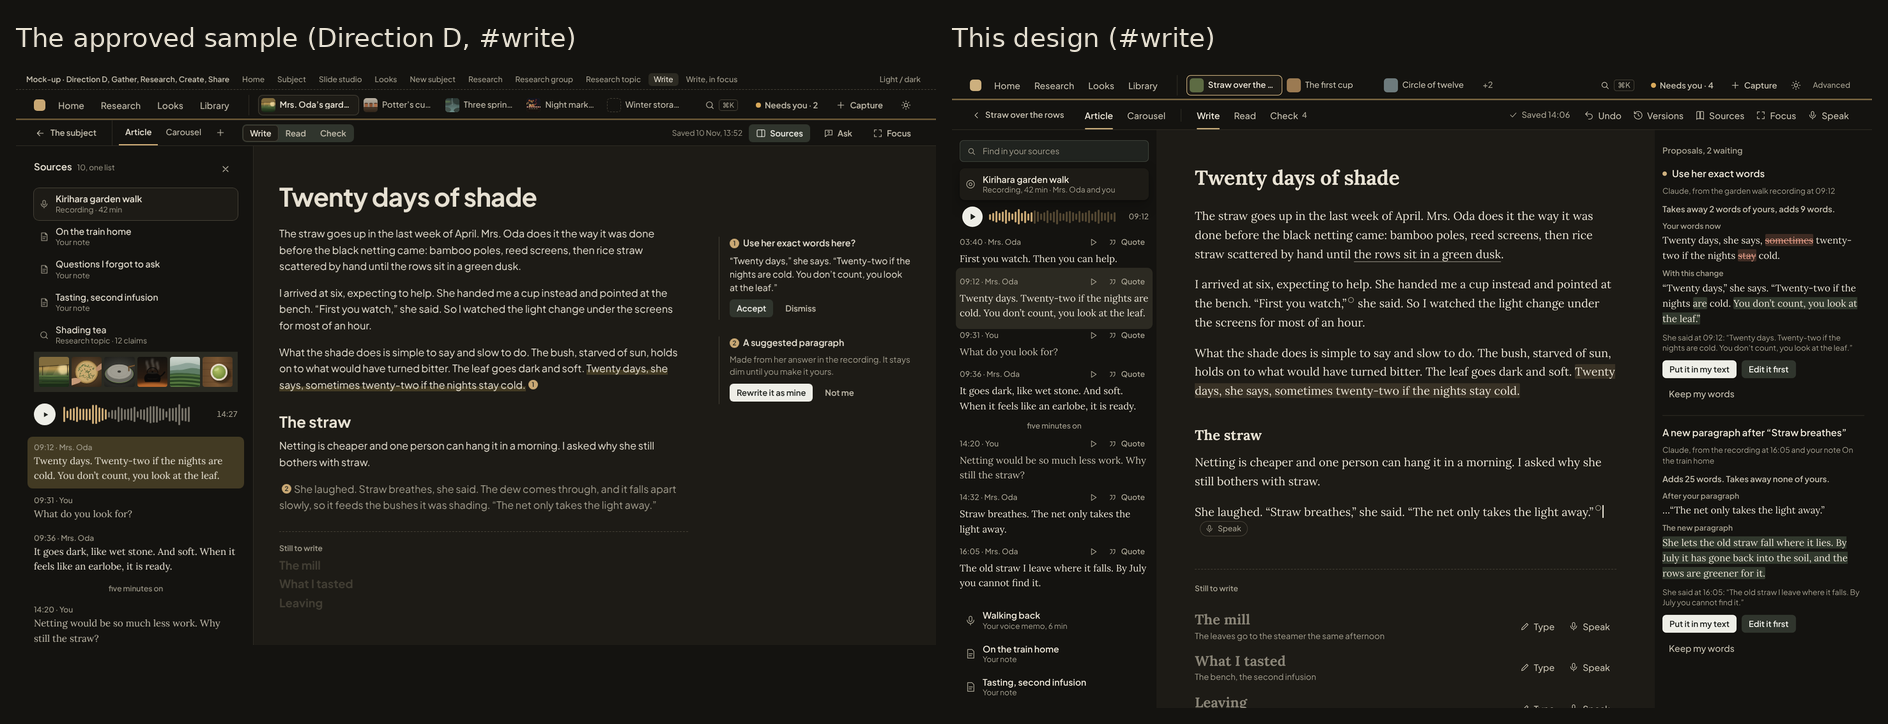 The approved sample (Direction D, #write)
Mock-up · Direction D, Gather, Research, Create, Share
Home
Subject
Slide studio
Looks
New subject
Research
Research group
Research topic
Write
Write, in focus
Light / dark
Home
Research
Looks
Library
Mrs. Oda's gard...
Potter's cu...
Three sprin...
Night mark...
Winter stora...
⌘K
Needs you · 2
Capture
The subject
Article
Carousel
Write
Read
Check
Saved 10 Nov, 13:52
Sources
Ask
Focus
Sources 10, one list
Kirihara garden walk
Recording · 42 min
On the train home
Your note
Questions I forgot to ask
Your note
Tasting, second infusion
Your note
Shading tea
Research topic · 12 claims
14:27
09:12 · Mrs. Oda
Twenty days. Twenty-two if the nights are
cold. You don't count, you look at the leaf.
09:31 · You
What do you look for?
09:36 · Mrs. Oda
It goes dark, like wet stone. And soft. When it
feels like an earlobe, it is ready.
five minutes on
14:20 · You
Netting would be so much less work. Why
still the straw?
Twenty days of shade
The straw goes up in the last week of April. Mrs. Oda does it the way it was done
before the black netting came: bamboo poles, reed screens, then rice straw
scattered by hand until the rows sit in a green dusk.
I arrived at six, expecting to help. She handed me a cup instead and pointed at
the bench. “First you watch,” she said. So I watched the light change under the screens
for most of an hour.
What the shade does is simple to say and slow to do. The bush, starved of sun, holds
on to what would have turned bitter. The leaf goes dark and soft. Twenty days, she
says, sometimes twenty-two if the nights stay cold. 1
The straw
Netting is cheaper and one person can hang it in a morning. I asked why she still
bothers with straw.
2 She laughed. Straw breathes, she said. The dew comes through, and it falls apart
slowly, so it feeds the bushes it was shading. “The net only takes the light away.”
Still to write
The mill
What I tasted
Leaving
1 Use her exact words here?
“Twenty days,” she says. “Twenty-two if the
nights are cold. You don't count, you look
at the leaf.”
Accept
Dismiss
2 A suggested paragraph
Made from her answer in the recording. It stays
dim until you make it yours.
Rewrite it as mine
Not me
This design (#write)
Home
Research
Looks
Library
Straw over the ...
The first cup
Circle of twelve
+2
⌘K
Needs you · 4
Capture
Advanced
Straw over the rows
Article
Carousel
Write
Read
Check 4
Saved 14:06
Undo
Versions
Sources
Focus
Speak
Find in your sources
Kirihara garden walk
Recording, 42 min · Mrs. Oda and you
09:12
03:40 · Mrs. Oda
Quote
First you watch. Then you can help.
09:12 · Mrs. Oda
Quote
Twenty days. Twenty-two if the nights are
cold. You don't count, you look at the leaf.
09:31 · You
Quote
What do you look for?
09:36 · Mrs. Oda
Quote
It goes dark, like wet stone. And soft.
When it feels like an earlobe, it is ready.
five minutes on
14:20 · You
Quote
Netting would be so much less work. Why
still the straw?
14:32 · Mrs. Oda
Quote
Straw breathes. The net only takes the
light away.
16:05 · Mrs. Oda
Quote
The old straw I leave where it falls. By July
you cannot find it.
Walking back
Your voice memo, 6 min
On the train home
Your note
Tasting, second infusion
Your note
Twenty days of shade
The straw goes up in the last week of April. Mrs. Oda does it the way it was
done before the black netting came: bamboo poles, reed screens, then rice
straw scattered by hand until the rows sit in a green dusk.
I arrived at six, expecting to help. She handed me a cup instead and pointed at
the bench. “First you watch,” she said. So I watched the light change under
the screens for most of an hour.
What the shade does is simple to say and slow to do. The bush, starved of sun,
holds on to what would have turned bitter. The leaf goes dark and soft. Twenty
days, she says, sometimes twenty-two if the nights stay cold.
The straw
Netting is cheaper and one person can hang it in a morning. I asked why she
still bothers with straw.
She laughed. “Straw breathes,” she said. “The net only takes the light away.”
Speak
Still to write
The mill
The leaves go to the steamer the same afternoon
Type
Speak
What I tasted
The bench, the second infusion
Type
Speak
Leaving
Proposals, 2 waiting
Use her exact words
Claude, from the garden walk recording at 09:12
Takes away 2 words of yours, adds 9 words.
Your words now
Twenty days, she says, sometimes twenty-
two if the nights stay cold.
With this change
“Twenty days,” she says. “Twenty-two if the
nights are cold. You don't count, you look at
the leaf.”
She said at 09:12: “Twenty days. Twenty-two if the
nights are cold. You don't count, you look at the leaf.”
Put it in my text
Edit it first
Keep my words
A new paragraph after “Straw breathes”
Claude, from the recording at 16:05 and your note On
the train home
Adds 25 words. Takes away none of yours.
After your paragraph
...“The net only takes the light away.”
The new paragraph
She lets the old straw fall where it lies. By
July it has gone back into the soil, and the
rows are greener for it.
She said at 16:05: “The old straw I leave where it falls. By
July you cannot find it.”
Put it in my text
Edit it first
Keep my words